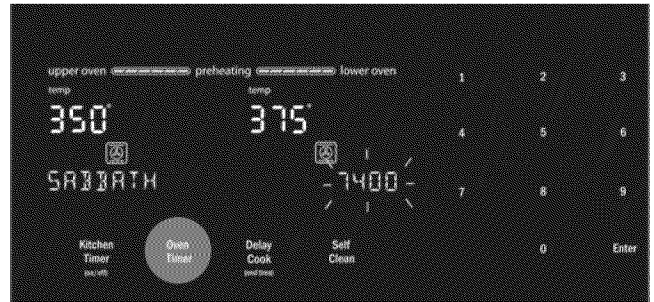 upper oven preheating lower oven
temp temp
350° 375°
SABBATH 7400
Kitchen Timer (on/off) Oven Timer Delay Cook (end time) Self Clean
1 2 3
4 5 6
7 8 9
0 Enter